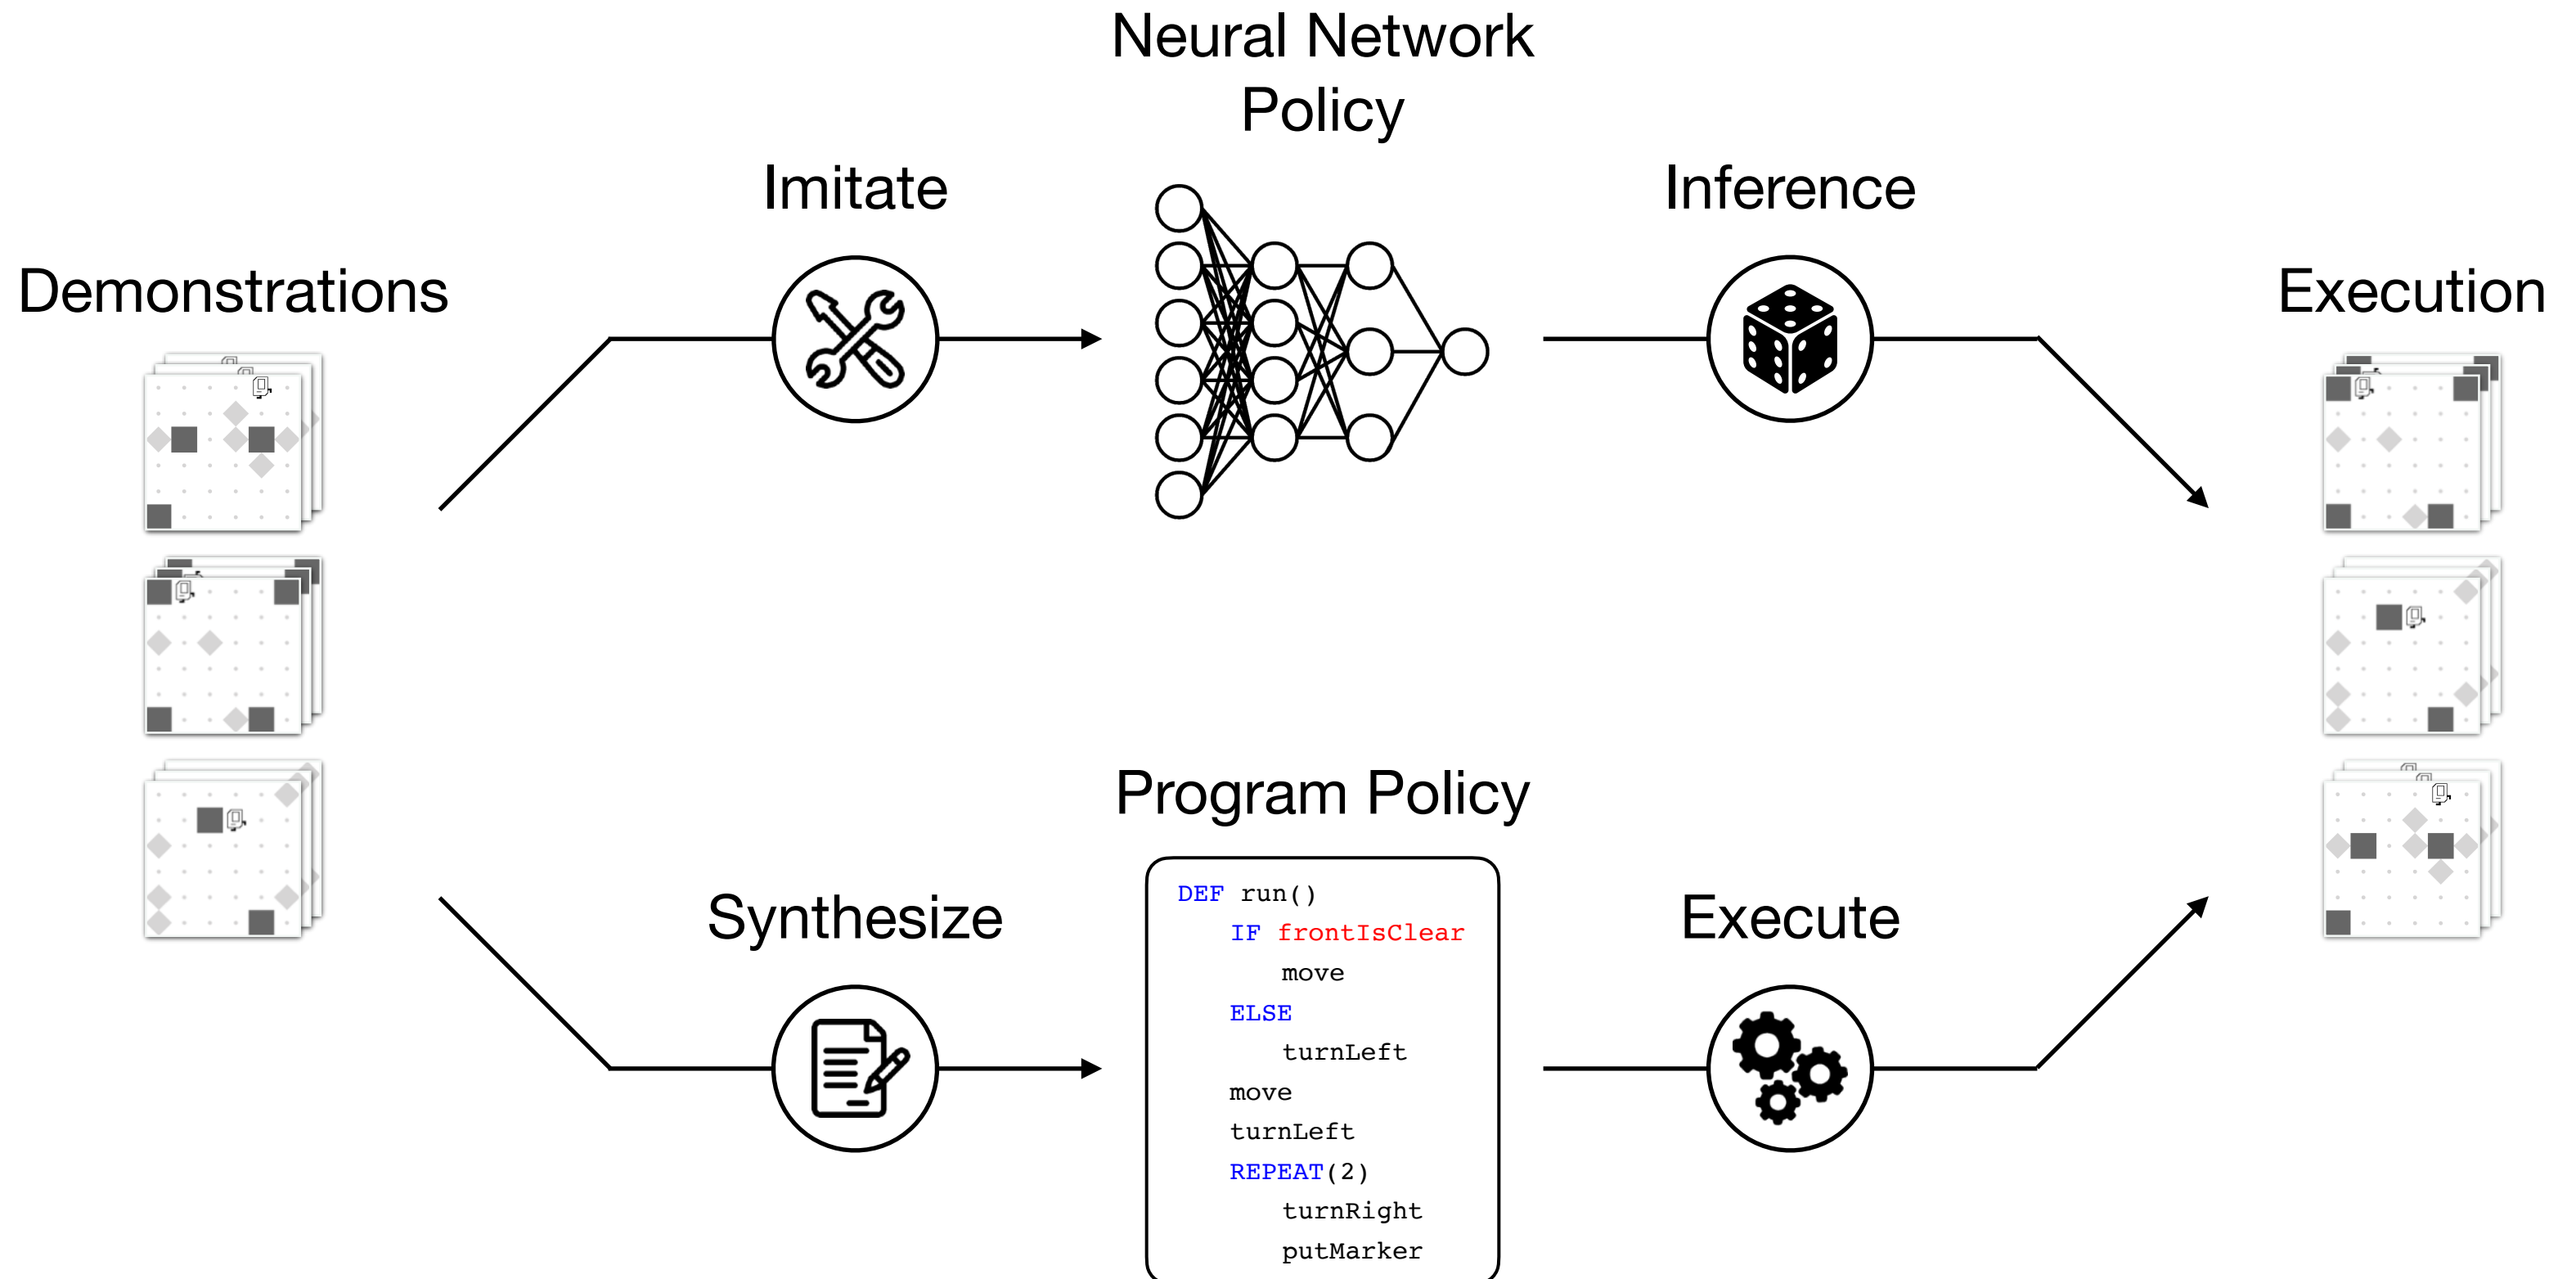 Neural Network
Policy
Imitate
Inference
Demonstrations
Execution
Program Policy
Synthesize
Execute
DEF run()
IF frontIsClear
move
ELSE
turnLeft
move
turnLeft
REPEAT(2)
turnRight
putMarker